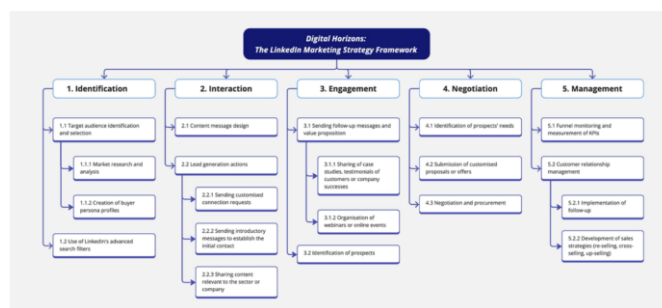 Digital Horizons:
The LinkedIn Marketing Strategy Framework
1. Identification
2. Interaction
3. Engagement
4. Negotiation
5. Management
1.1 Target audience identification
and selection
1.1.1 Market research and
analysis
1.1.2 Creation of buyer
persona profiles
1.2 Use of LinkedIn's advanced
search filters
2.1 Content message design
2.2 Lead generation actions
2.2.1 Sending customised
connection requests
2.2.2 Sending introductory
messages to establish the
initial contact
2.2.3 Sharing content
relevant to the sector or
company
3.1 Sending follow-up messages and
value proposition
3.1.1 Sharing of case
studies, testimonials of
customers or company
successes
3.1.2 Organisation of
webinars or online events
3.2 Identification of prospects
4.1 Identification of prospects' needs
4.2 Submission of customised
proposals or offers
4.3 Negotiation and procurement
5.1 Funnel monitoring and
measurement of KPIs
5.2 Customer relationship
management
5.2.1 Implementation of
follow-up
5.2.2 Development of sales
strategies (re-selling, cross-
selling, up-selling)